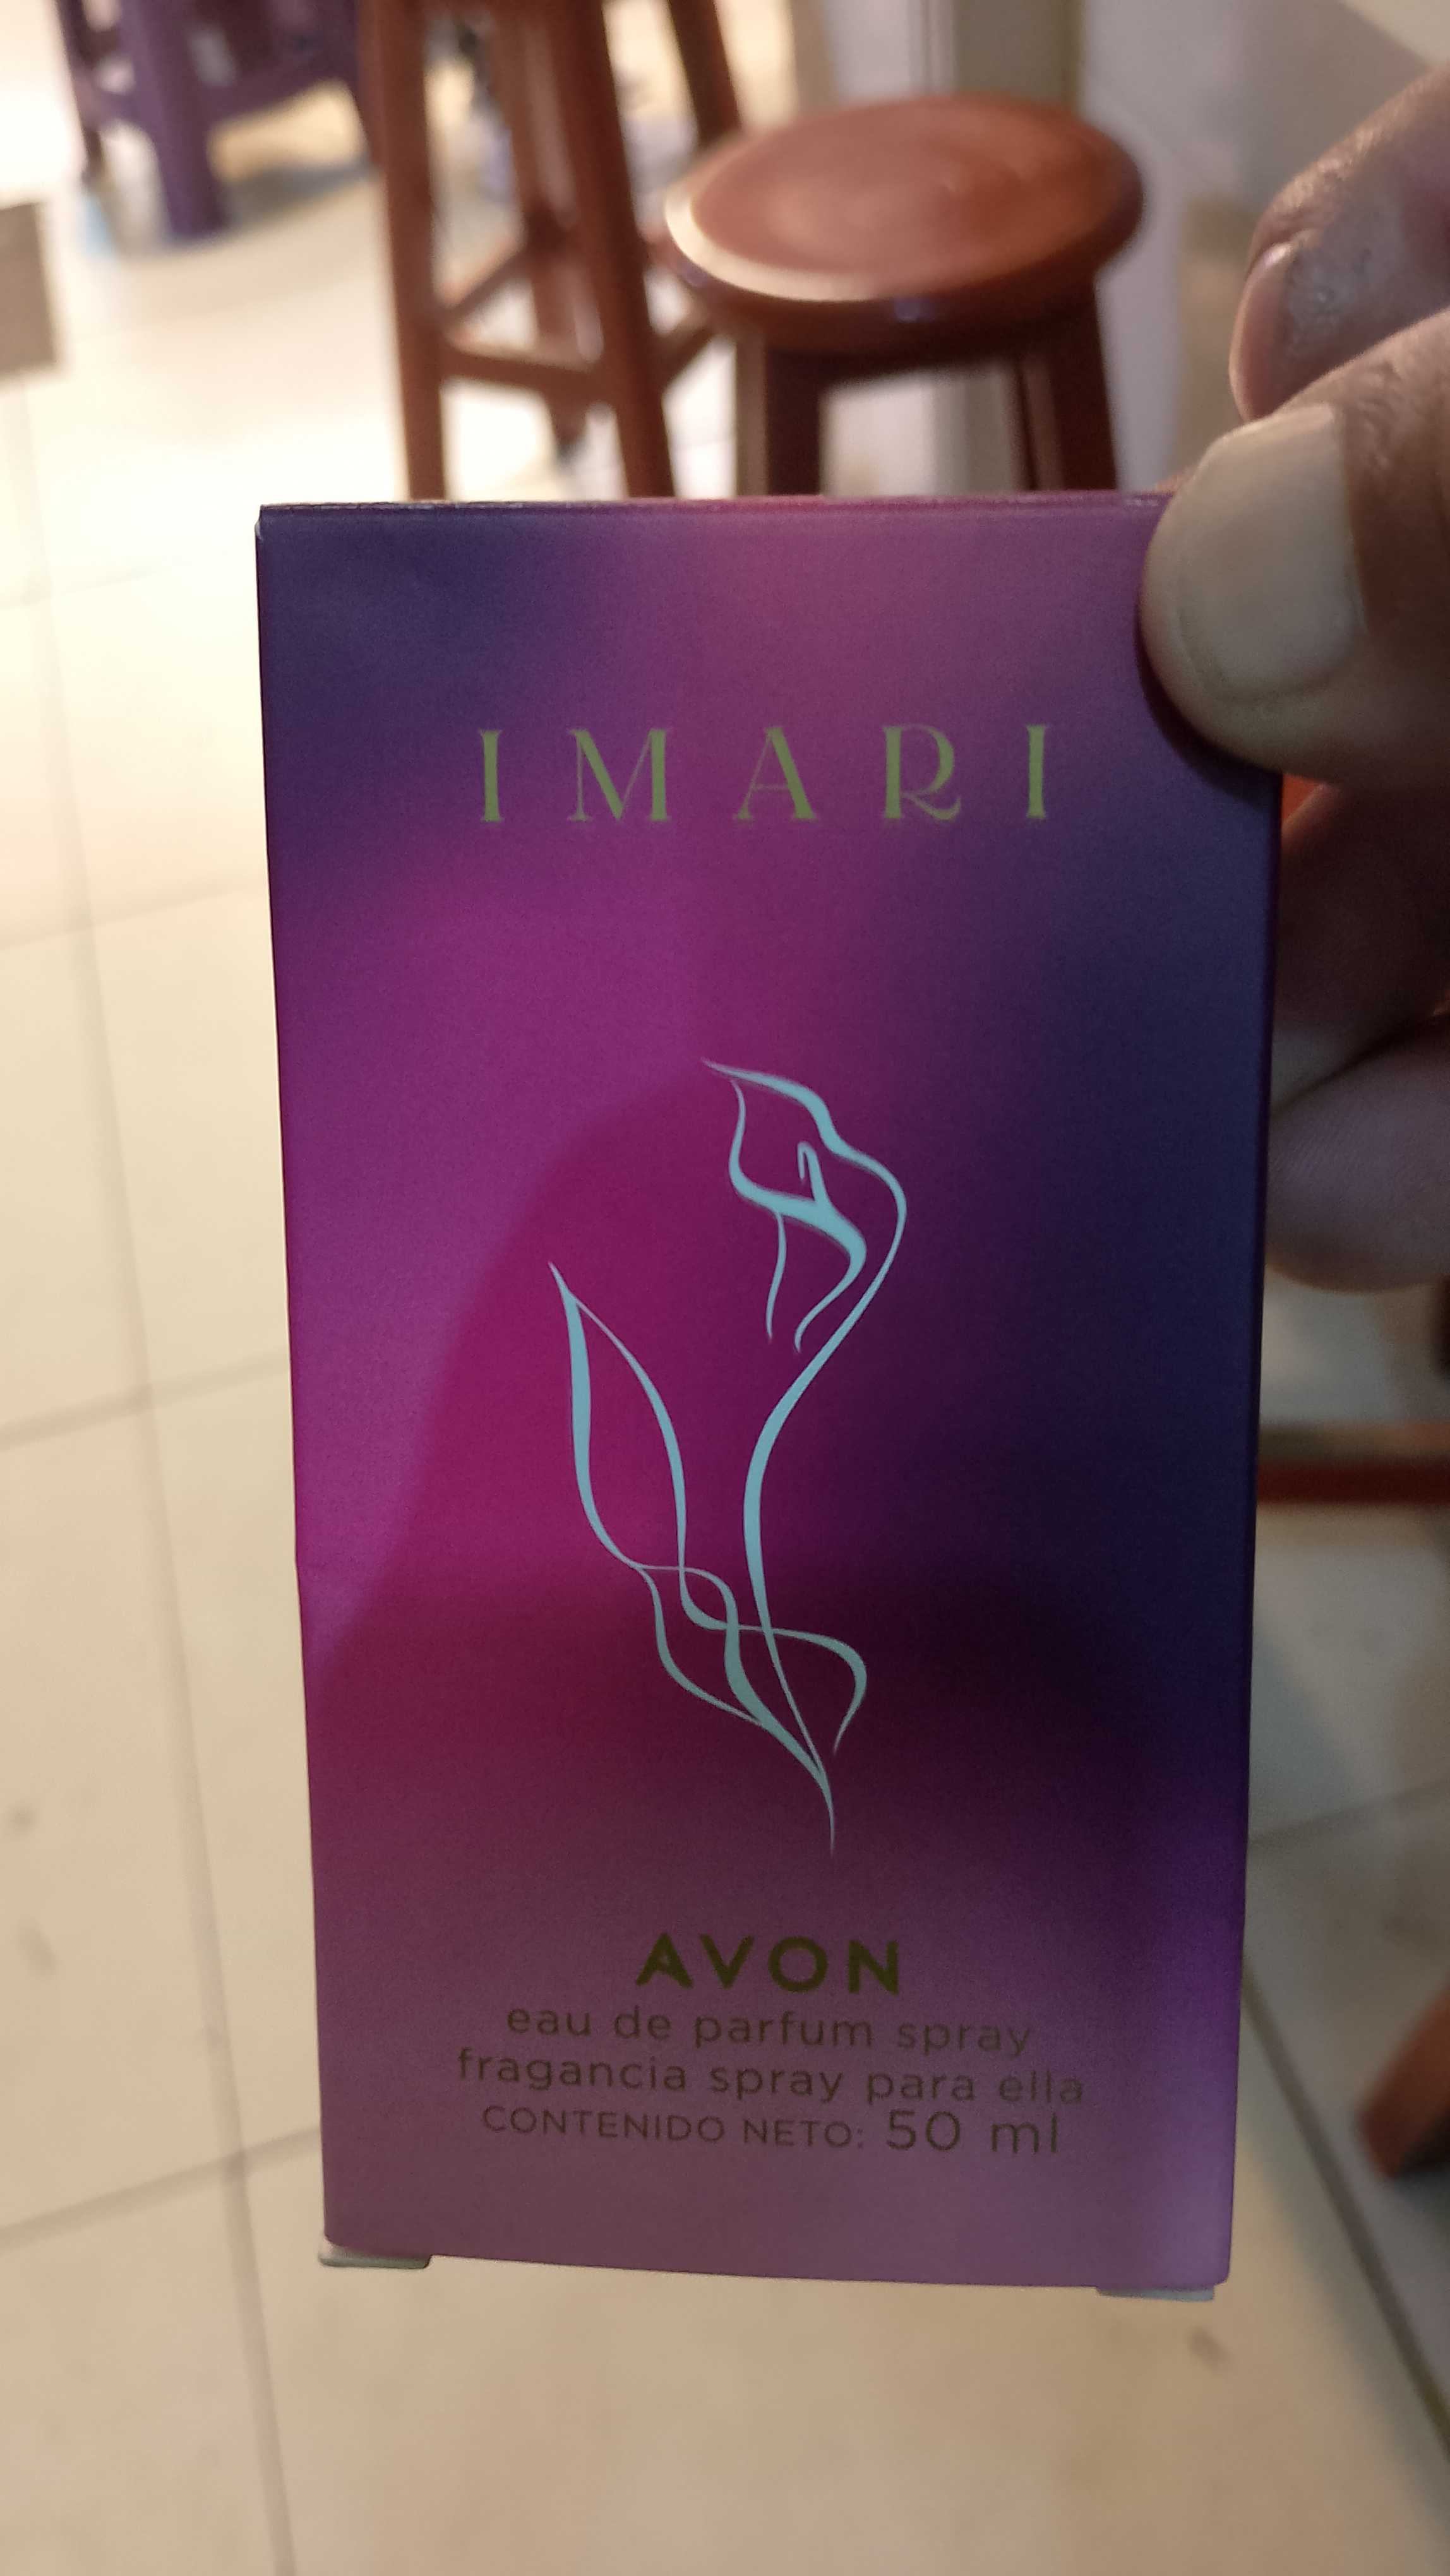 IMARI
AVON
eau de parfum spray
fragancia spray para ella
CONTENIDO NETO: 50 ml